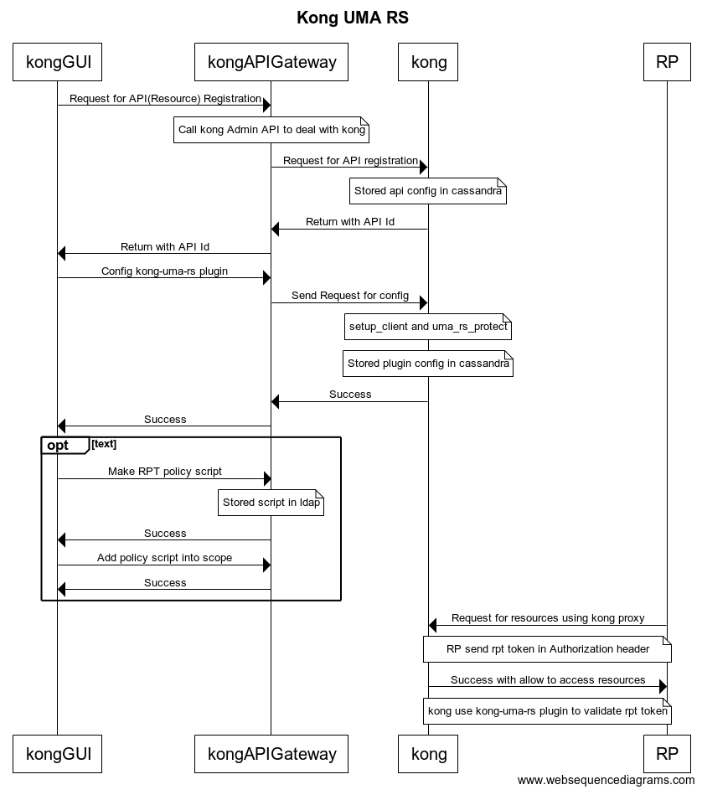 Kong UMA RS
kongGUI kongAPIGateway kong RP
Request for API(Resource) Registration
Call kong Admin API to deal with kong
Request for API registration
Stored api config in cassandra
Return with API Id
Return with API Id
Config kong-uma-rs plugin
Send Request for config
setup_client and uma_rs_protect
Stored plugin config in cassandra
Success
Success
opt [text]
Make RPT policy script
Stored script in ldap
Success
Add policy script into scope
Success
Request for resources using kong proxy
RP send rpt token in Authorization header
Success with allow to access resources
kong use kong-uma-rs plugin to validate rpt token
kongGUI kongAPIGateway kong RP
www.websequencediagrams.com